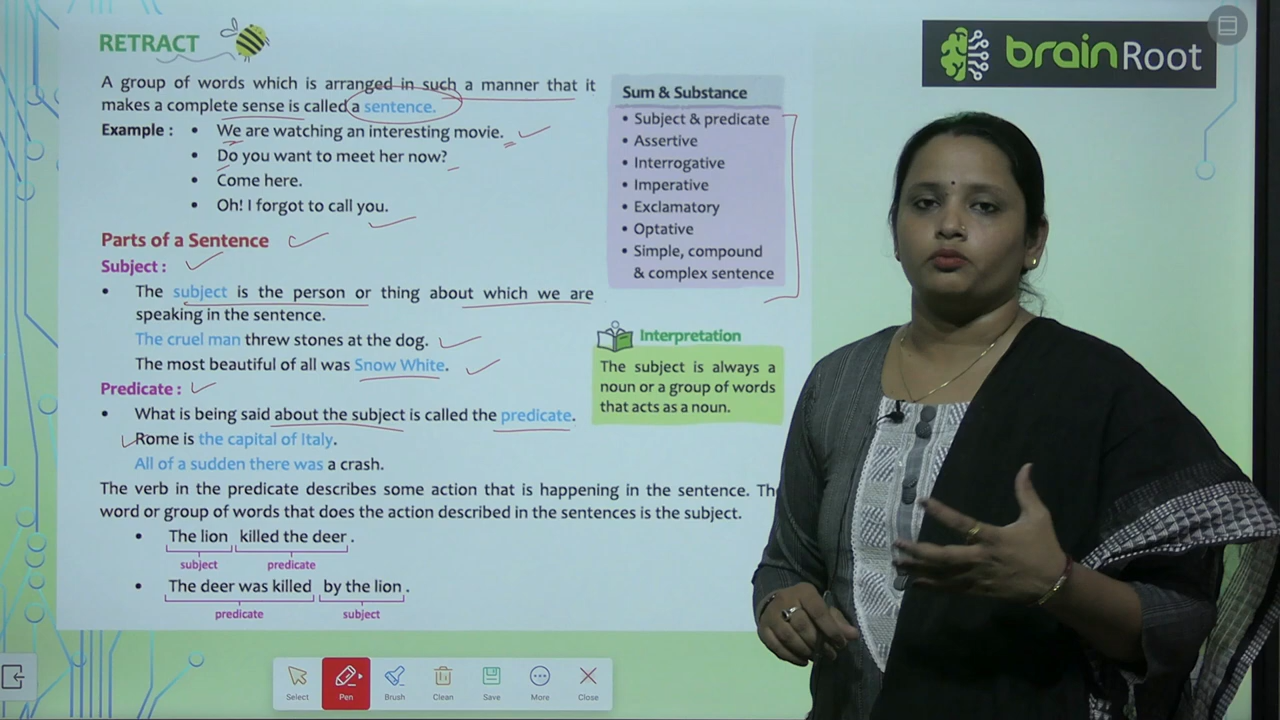 RETRACT
A group of words which is arranged in such a manner that it
makes a complete sense is called a sentence.
Example : • We are watching an interesting movie.
• Do you want to meet her now?
• Come here.
• Oh! I forgot to call you.
Parts of a Sentence
Subject :
• The subject is the person or thing about which we are
speaking in the sentence.
The cruel man threw stones at the dog.
The most beautiful of all was Snow White.
Predicate :
• What is being said about the subject is called the predicate.
Rome is the capital of Italy.
All of a sudden there was a crash.
The verb in the predicate describes some action that is happening in the sentence. Th
word or group of words that does the action described in the sentences is the subject.
• The lion killed the deer.
subject predicate
• The deer was killed by the lion.
predicate subject
Sum & Substance
• Subject & predicate
• Assertive
• Interrogative
• Imperative
• Exclamatory
• Optative
• Simple, compound
& complex sentence
Interpretation
The subject is always a
noun or a group of words
that acts as a noun.
brainRoot
Select Pen Brush Clean Save More Close